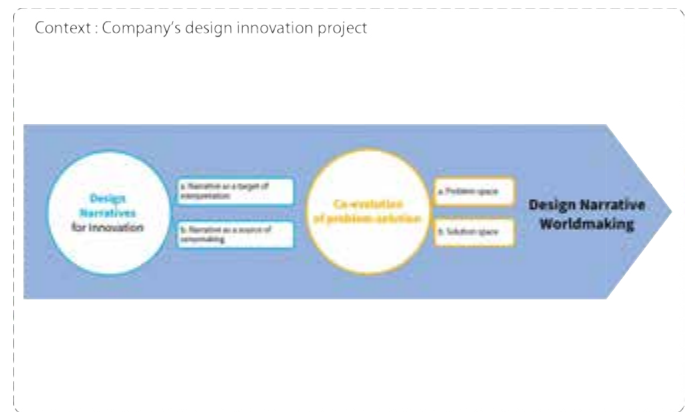 Context : Company's design innovation project
Design
Narratives
for Innovation
a. Narrative as a target of
interpretation
b. Narrative as a source of
sensemaking
Co-evolution
of problem-solution
a. Problem space
b. Solution space
Design Narrative
Worldmaking